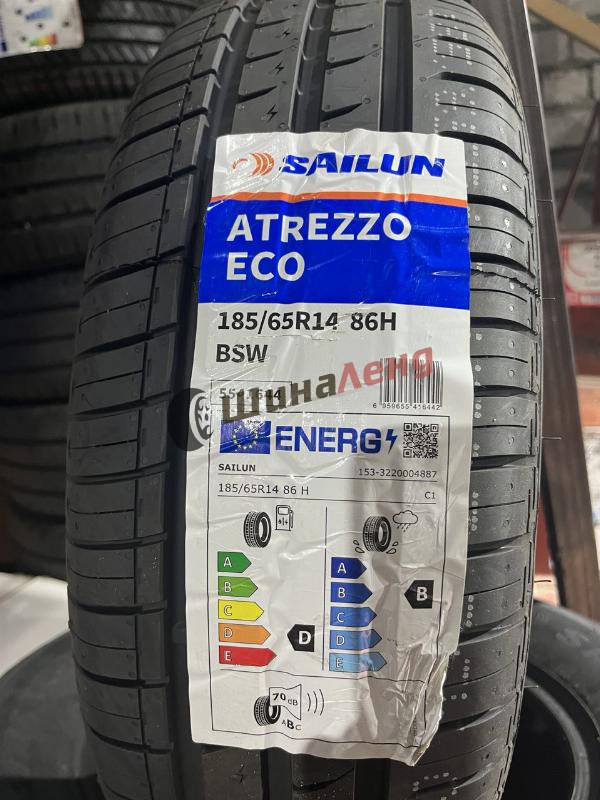 SAILUN
ATREZZO
ECO
185/65R14 86H
BSW
ШинаЛенд
6 959655 416442
ENERG
SAILUN 153-3220004887
185/65R14 86 H C1
A A
B B B
C C
D D D
E E
70 dB
ABC